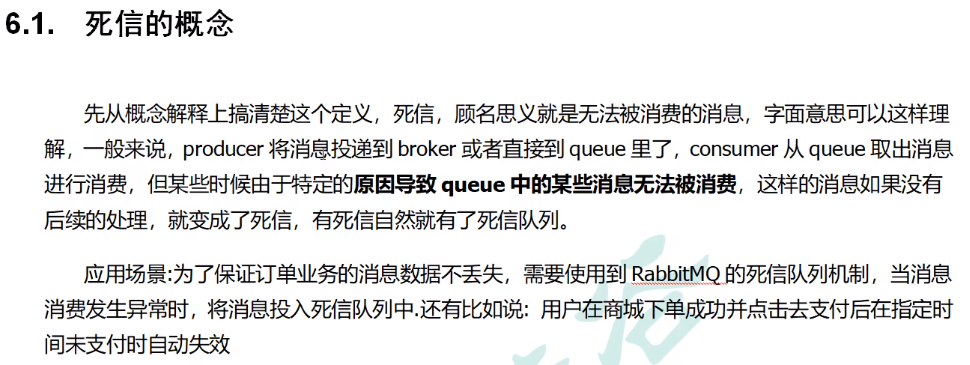 6.1. 死信的概念
先从概念解释上搞清楚这个定义，死信，顾名思义就是无法被消费的消息，字面意思可以这样理
解，一般来说，producer 将消息投递到 broker 或者直接到 queue 里了，consumer 从 queue 取出消息
进行消费，但某些时候由于特定的原因导致 queue 中的某些消息无法被消费，这样的消息如果没有
后续的处理，就变成了死信，有死信自然就有了死信队列。
应用场景:为了保证订单业务的消息数据不丢失，需要使用到 RabbitMQ 的死信队列机制，当消息
消费发生异常时，将消息投入死信队列中.还有比如说：用户在商城下单成功并点击去支付后在指定时
间未支付时自动失效